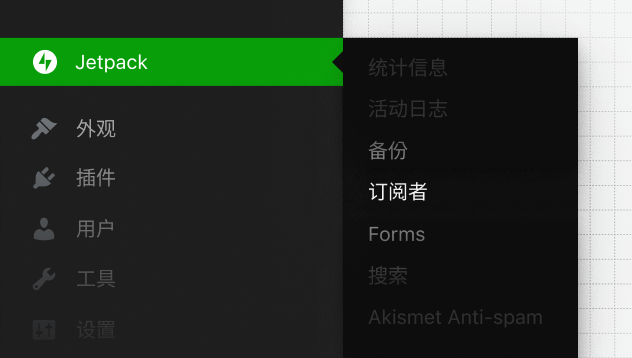 Jetpack
外观
插件
用户
工具
设置
统计信息
活动日志
备份
订阅者
Forms
搜索
Akismet Anti-spam